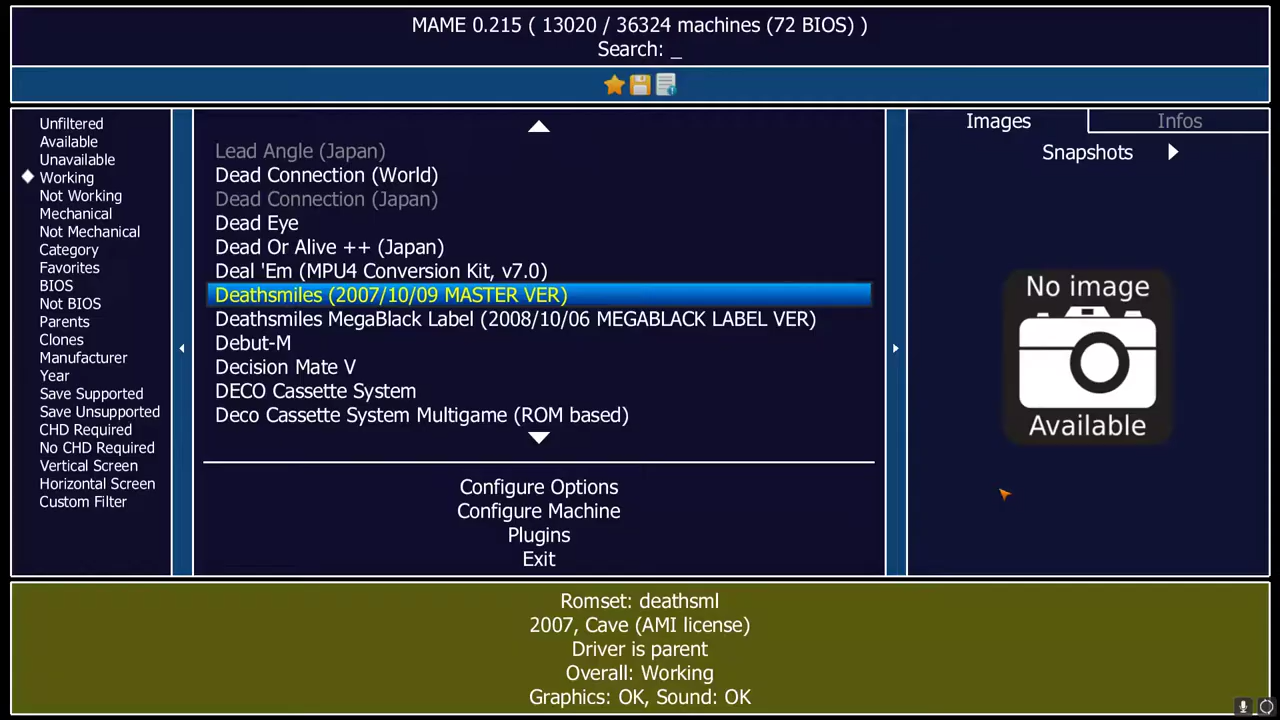 MAME 0.215 ( 13020 / 36324 machines (72 BIOS) )
Search: _
Unfiltered
Available
Unavailable
Working
Not Working
Mechanical
Not Mechanical
Category
Favorites
BIOS
Not BIOS
Parents
Clones
Manufacturer
Year
Save Supported
Save Unsupported
CHD Required
No CHD Required
Vertical Screen
Horizontal Screen
Custom Filter
Lead Angle (Japan)
Dead Connection (World)
Dead Connection (Japan)
Dead Eye
Dead Or Alive ++ (Japan)
Deal 'Em (MPU4 Conversion Kit, v7.0)
Deathsmiles (2007/10/09 MASTER VER)
Deathsmiles MegaBlack Label (2008/10/06 MEGABLACK LABEL VER)
Debut-M
Decision Mate V
DECO Cassette System
Deco Cassette System Multigame (ROM based)
Configure Options
Configure Machine
Plugins
Exit
Images
Infos
Snapshots
No image
Available
Romset: deathsml
2007, Cave (AMI license)
Driver is parent
Overall: Working
Graphics: OK, Sound: OK